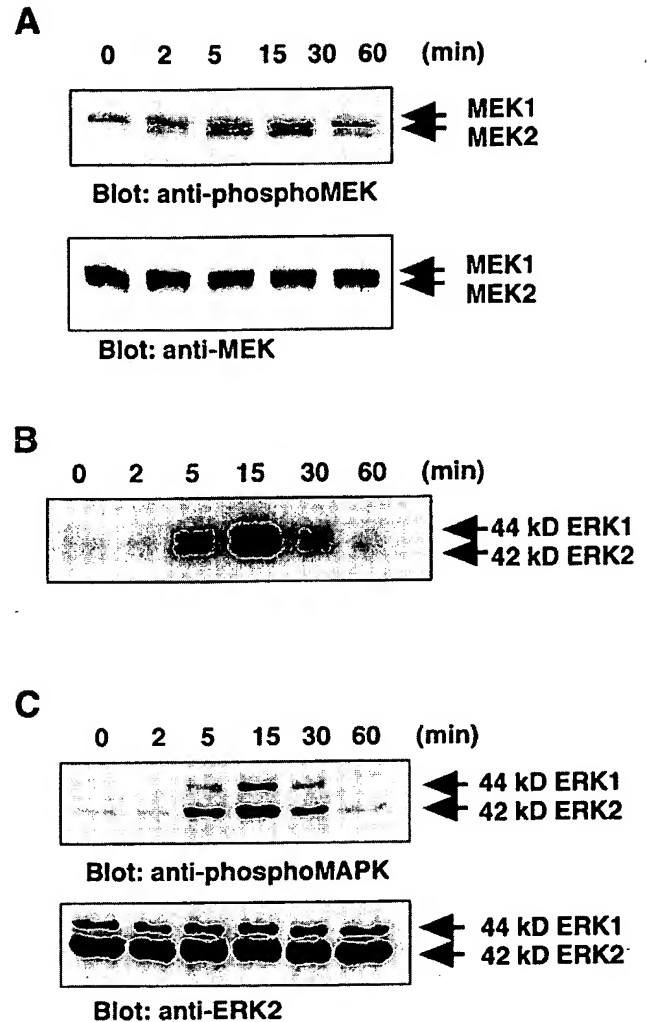 A
0 2 5 15 30 60 (min)
MEK1
MEK2
Blot: anti-phosphoMEK
MEK1
MEK2
Blot: anti-MEK
B
0 2 5 15 30 60 (min)
44 kD ERK1
42 kD ERK2
C
0 2 5 15 30 60 (min)
44 kD ERK1
42 kD ERK2
Blot: anti-phosphoMAPK
44 kD ERK1
42 kD ERK2
Blot: anti-ERK2